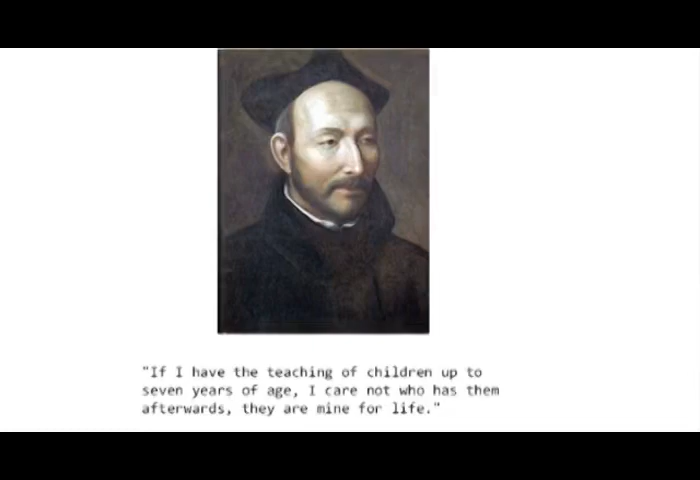 "If I have the teaching of children up to
seven years of age, I care not who has them
afterwards, they are mine for life."